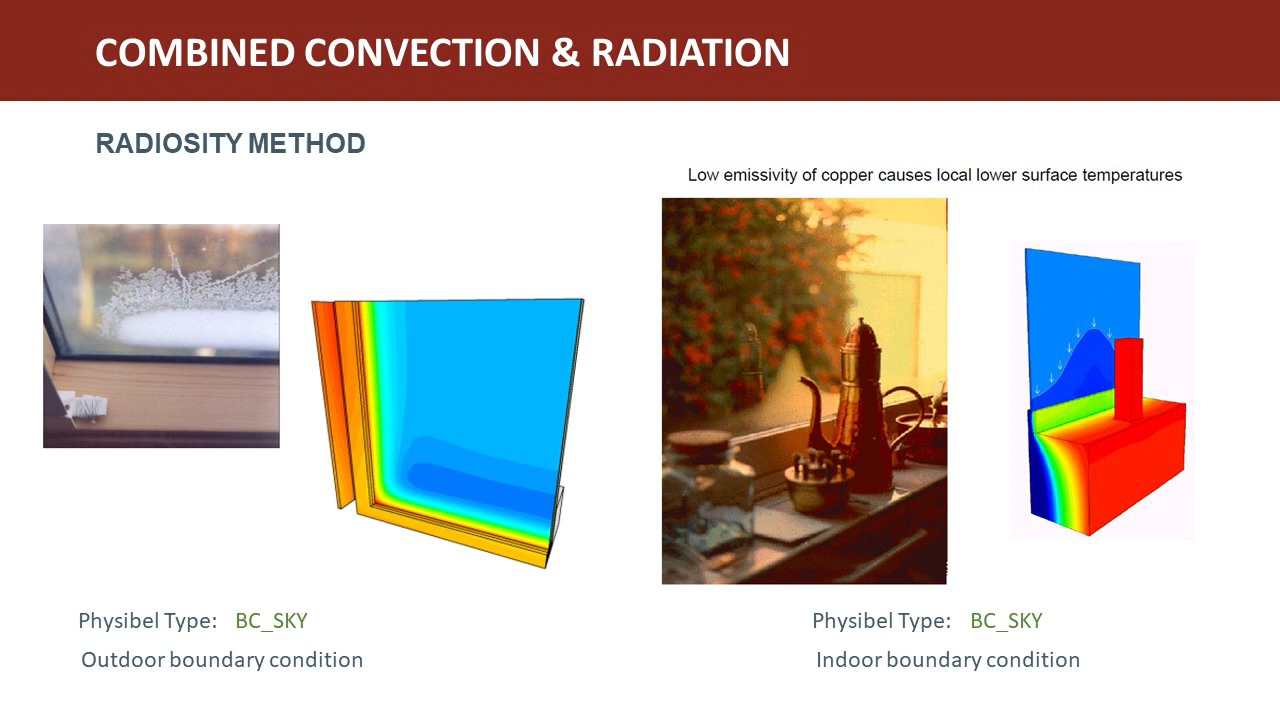 COMBINED CONVECTION & RADIATION
RADIOSITY METHOD
Low emissivity of copper causes local lower surface temperatures
Physibel Type: BC_SKY
Outdoor boundary condition
Physibel Type: BC_SKY
Indoor boundary condition